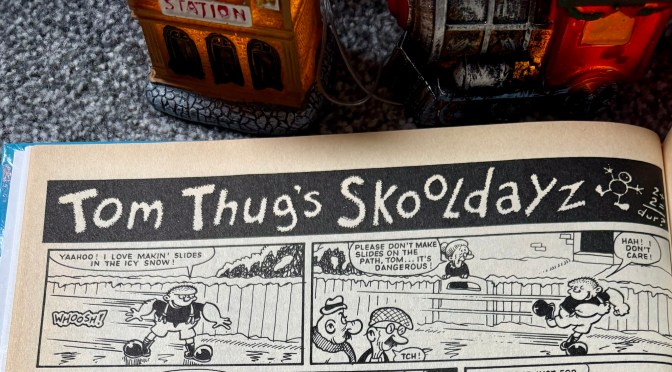 STATION
Tom Thug's Skooldayz
YAAHOO! I LOVE MAKIN' SLIDES
IN THE ICY SNOW!
WHOOSH!
PLEASE DON'T MAKE
SLIDES ON THE
PATH, TOM... IT'S
DANGEROUS!
HAH!
DON'T
CARE!
TCH!